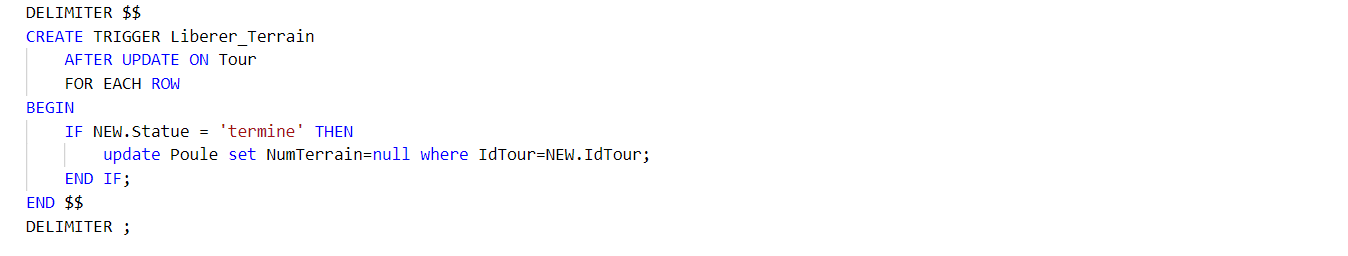 DELIMITER $$
CREATE TRIGGER Liberer_Terrain
AFTER UPDATE ON Tour
FOR EACH ROW
BEGIN
IF NEW.Statue = 'termine' THEN
update Poule set NumTerrain=null where IdTour=NEW.IdTour;
END IF;
END $$
DELIMITER ;